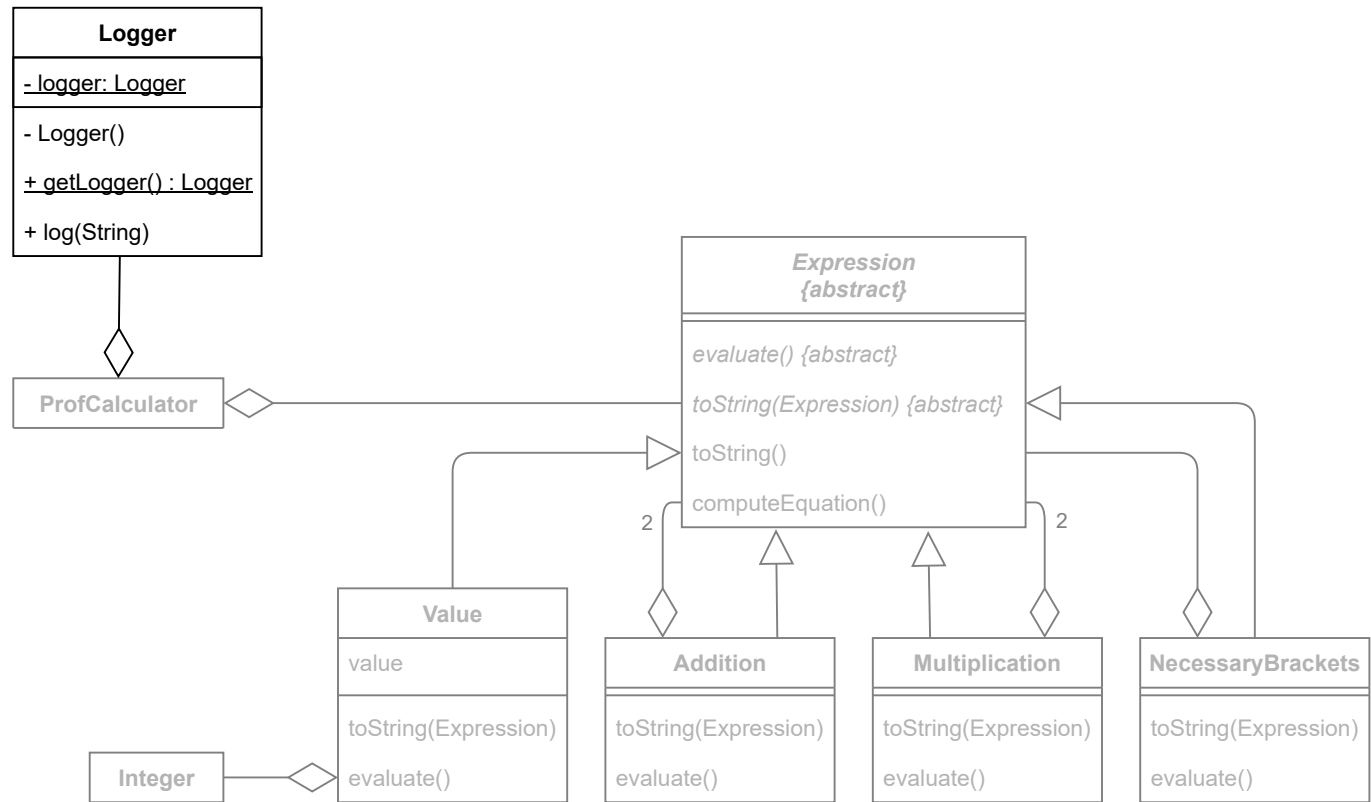 Logger
- logger: Logger
- Logger()
+ getLogger() : Logger
+ log(String)
Expression
{abstract}
evaluate() {abstract}
toString(Expression) {abstract}
toString()
computeEquation()
ProfCalculator
2
2
Value
value
toString(Expression)
evaluate()
Integer
Addition
toString(Expression)
evaluate()
Multiplication
toString(Expression)
evaluate()
NecessaryBrackets
toString(Expression)
evaluate()